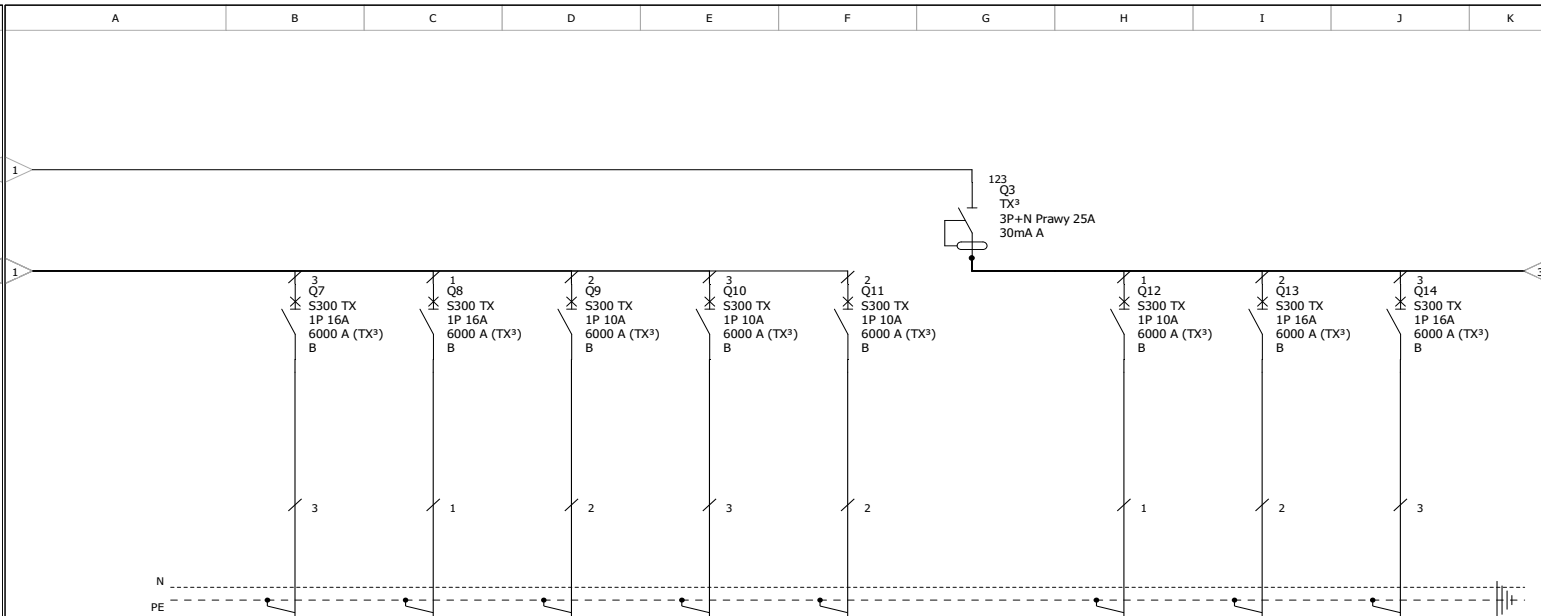 A B C D E F G H I J K
1
123
Q3
TX³
3P+N Prawy 25A
30mA A
1
3
3
Q7
S300 TX
1P 16A
6000 A (TX³)
B
1
Q8
S300 TX
1P 16A
6000 A (TX³)
B
2
Q9
S300 TX
1P 10A
6000 A (TX³)
B
3
Q10
S300 TX
1P 10A
6000 A (TX³)
B
2
Q11
S300 TX
1P 10A
6000 A (TX³)
B
1
Q12
S300 TX
1P 10A
6000 A (TX³)
B
2
Q13
S300 TX
1P 16A
6000 A (TX³)
B
3
Q14
S300 TX
1P 16A
6000 A (TX³)
B
3 1 2 3 2 1 2 3
N
PE